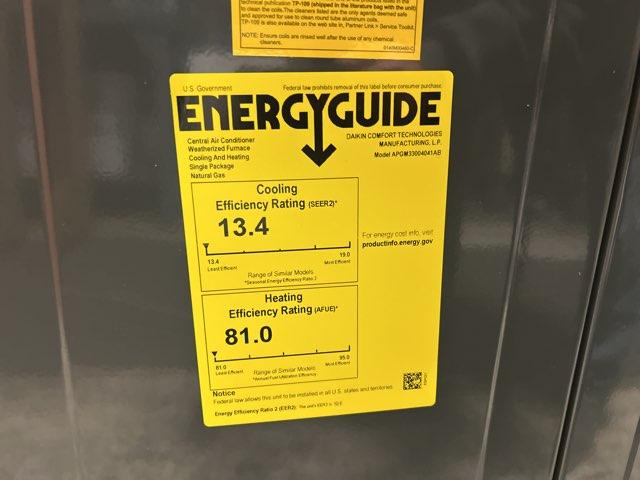 technical publication TP-109 (shipped in the literature bag with the unit)
to clean the coils. The cleaners listed are the only agents deemed safe
and approved for use to clean round tube aluminum coils.
TP-109 is also available on the web site in, Partner Link > Service Toolkit.
NOTE: Ensure coils are rinsed well after the use of any chemical
cleaners.
U.S. Government
Federal law prohibits removal of this label before consumer purchase
ENERGYGUIDE
Central Air Conditioner
Weatherized Furnace
Cooling And Heating
Single Package
Natural Gas
DAIKIN COMFORT TECHNOLOGIES
MANUFACTURING, L.P.
Model APGM33004041AB
Cooling
Efficiency Rating (SEER2)*
13.4
13.4 19.0
Least Efficient Most Efficient
Range of Similar Models
*Seasonal Energy Efficiency Ratio 2
For energy cost info, visit
productinfo.energy.gov
Heating
Efficiency Rating (AFUE)*
81.0
81.0 95.0
Least Efficient Most Efficient
Range of Similar Models
*Annual Fuel Utilization Efficiency
Notice
Federal law allows this unit to be installed in all U.S. states and territories.
Energy Efficiency Ratio 2 (EER2): The unit's EER2 is 10.6